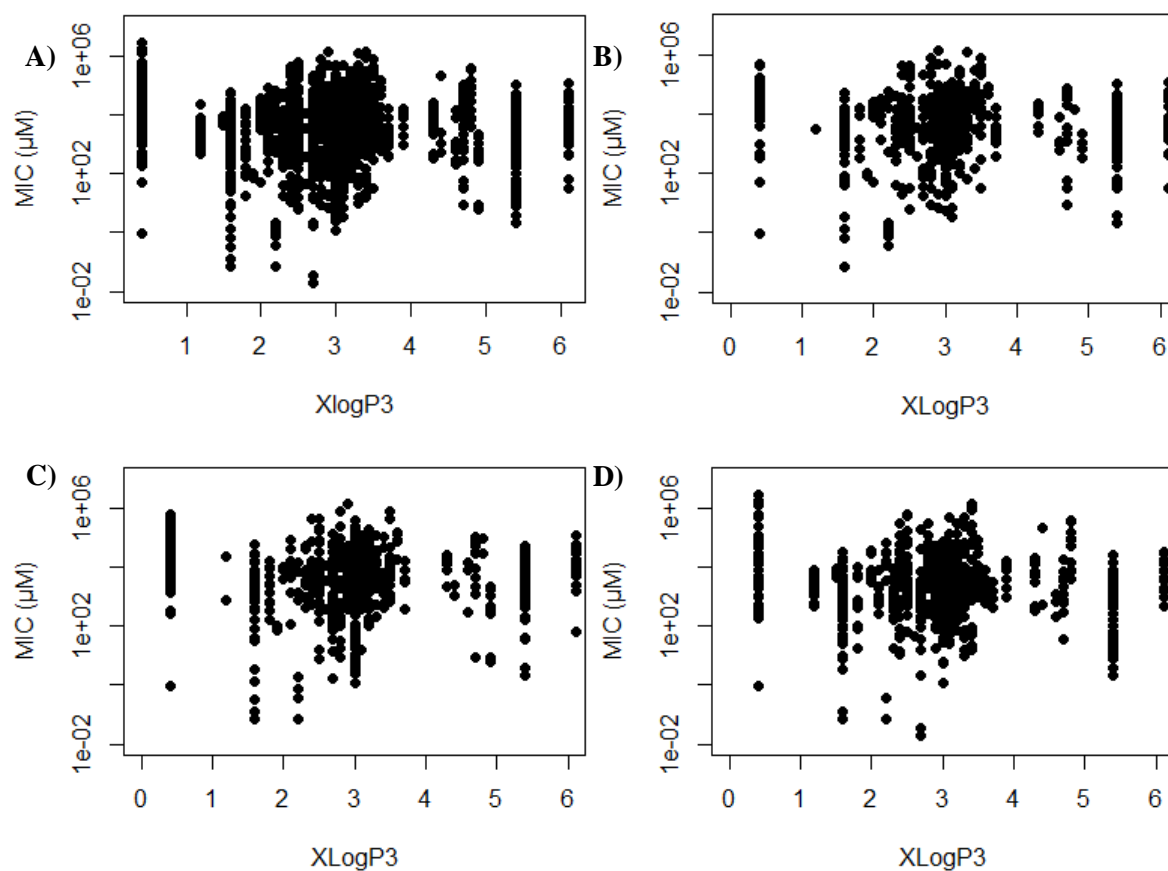 A)
MIC (µM)
1e+06
1e+02
1e-02
1 2 3 4 5 6
XlogP3
B)
MIC (µM)
1e+06
1e+02
1e-02
0 1 2 3 4 5 6
XLogP3
C)
MIC (µM)
1e+06
1e+02
1e-02
0 1 2 3 4 5 6
XLogP3
D)
MIC (µM)
1e+06
1e+02
1e-02
0 1 2 3 4 5 6
XLogP3